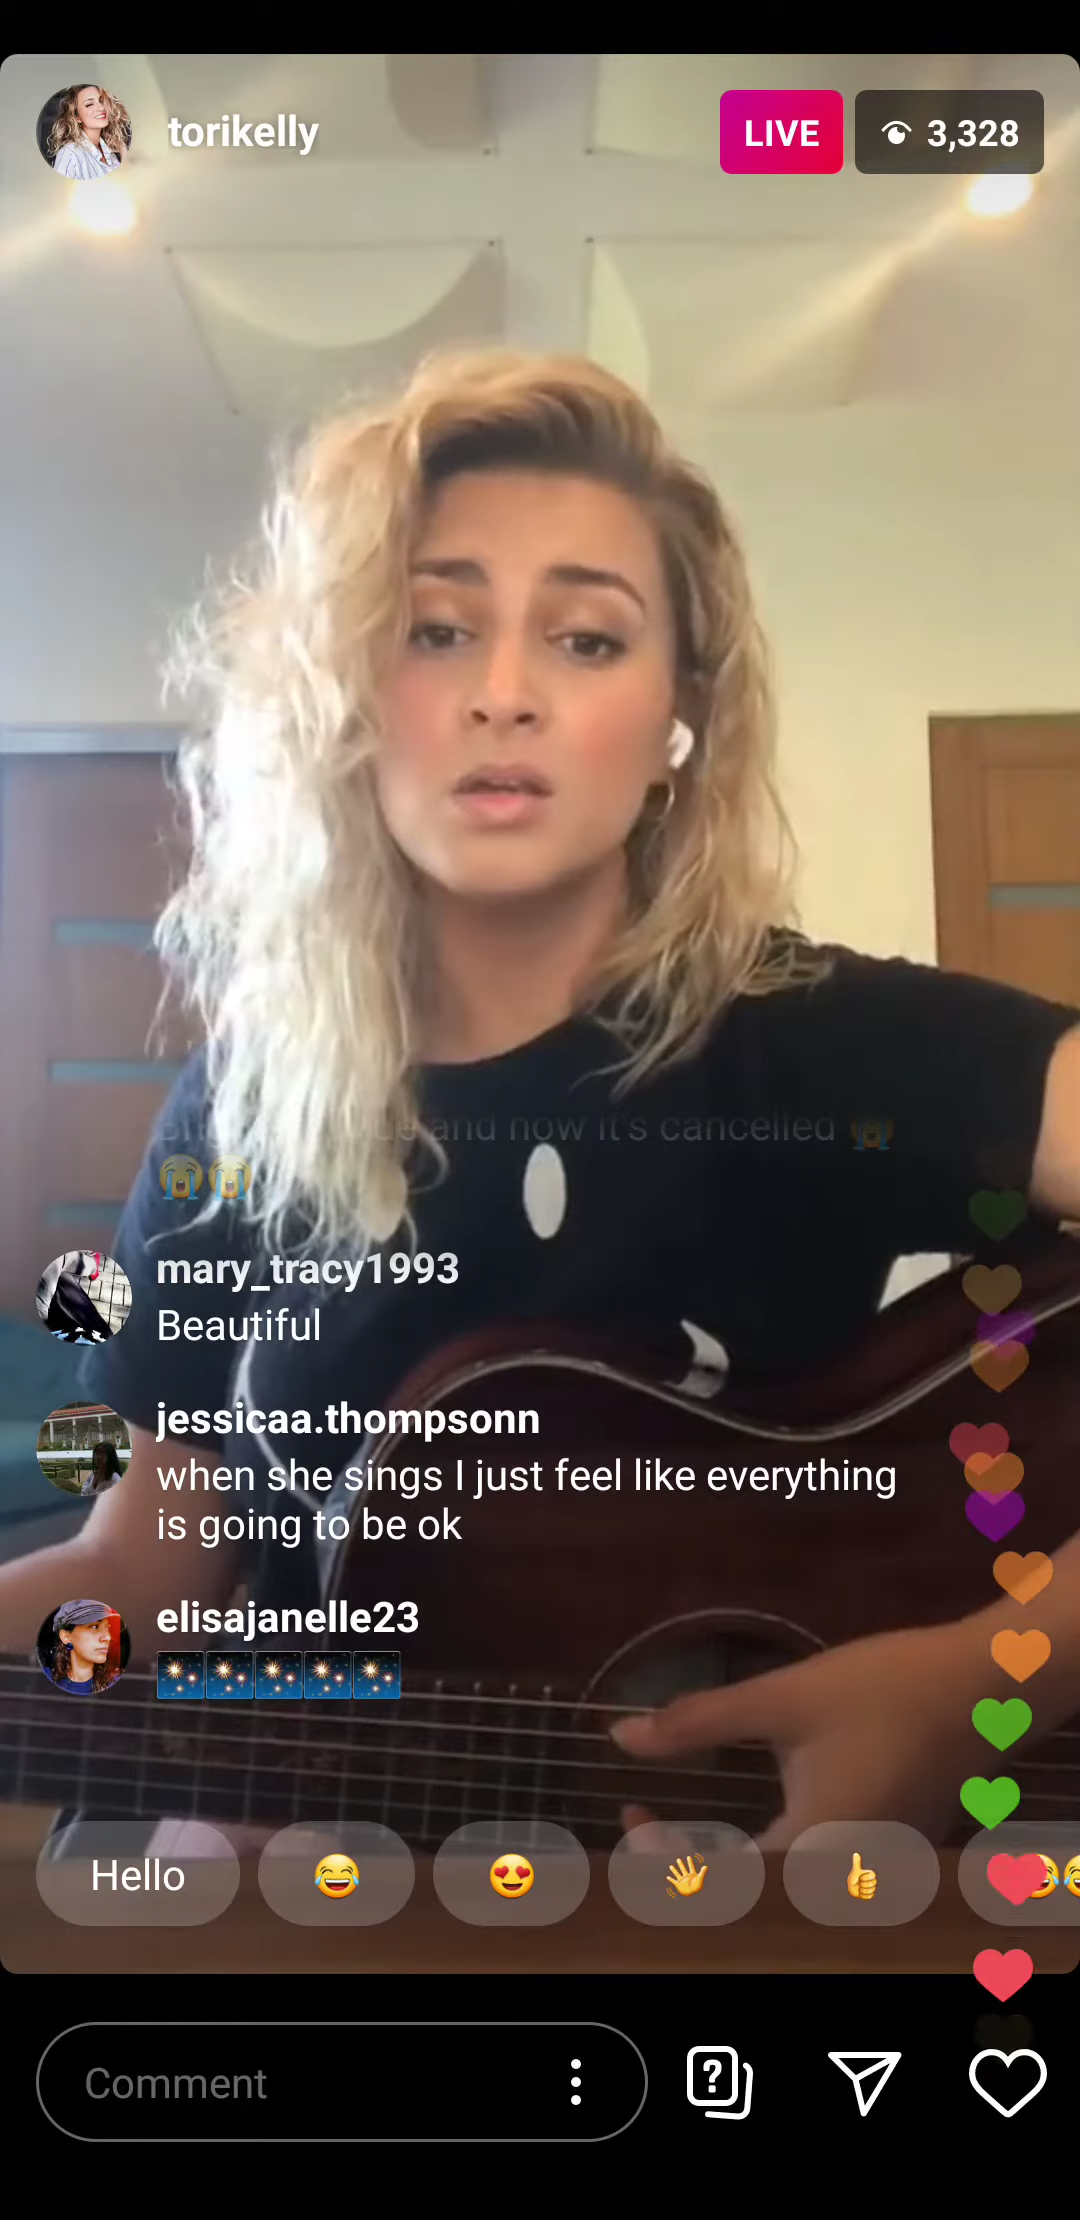 torikelly
LIVE
3,328
and now it's cancelled 😭
😭😭
mary_tracy1993
Beautiful
jessicaa.thompsonn
when she sings I just feel like everything
is going to be ok
elisajanelle23
🎇🎇🎇🎇🎇
Hello 😂 😍 👋 👍
Comment